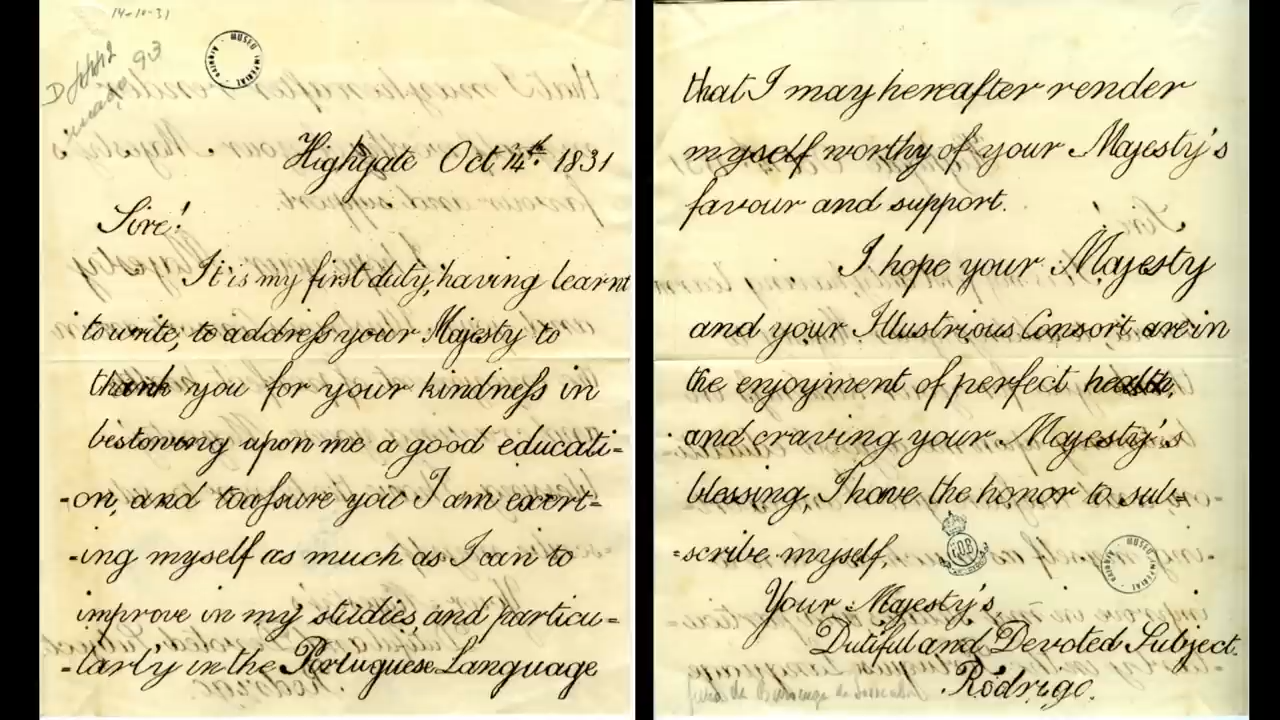 14-10-31
93
MUSEU IMPERIAL
Highgate Oct 14th. 1831
Sire!
It is my first duty, having learnt
to write, to address your Majesty to
thank you for your kindness in
bestowing upon me a good educati=
-on, and to assure you I am exert=
-ing myself as much as I can to
improve in my studies, and particu=
-larly in the Portuguese Language
that I may hereafter render
myself worthy of your Majesty's
favour and support.
I hope your Majesty
and your Illustrious Consort are in
the enjoyment of perfect health,
and craving your Majesty's
blessing, I have the honor to sub=
=scribe myself,
MUSEU IMPERIAL
Your Majesty's
Dutiful and Devoted Subject.
Rodrigo.